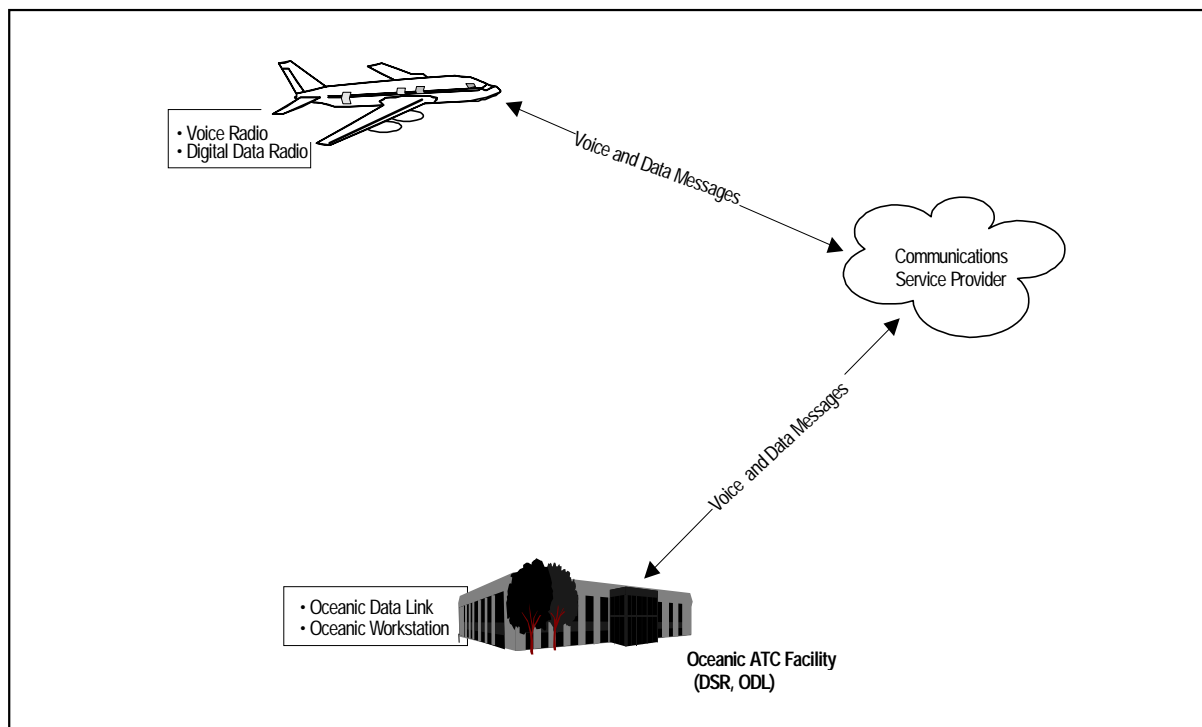 • Voice Radio
• Digital Data Radio
Voice and Data Messages
Communications
Service Provider
Voice and Data Messages
• Oceanic Data Link
• Oceanic Workstation
Oceanic ATC Facility
(DSR, ODL)